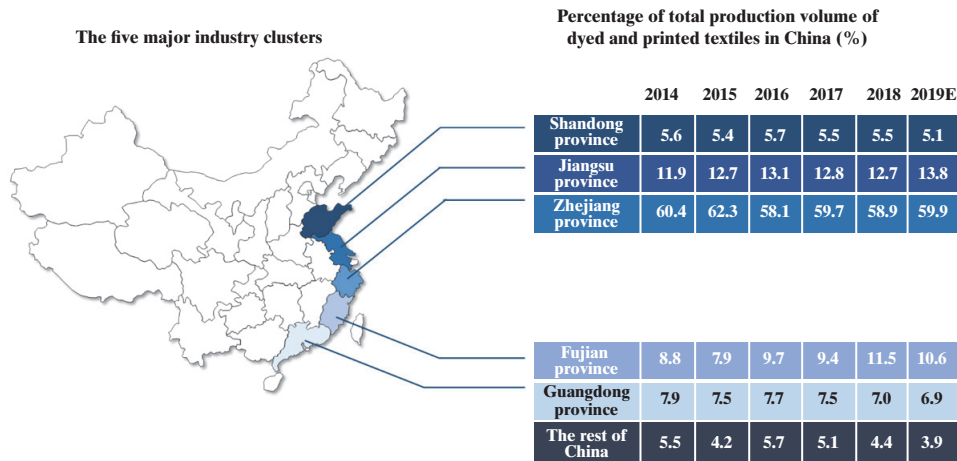 The five major industry clusters
Percentage of total production volume of
dyed and printed textiles in China (%)
2014 2015 2016 2017 2018 2019E
Shandong
province
5.6 5.4 5.7 5.5 5.5 5.1
Jiangsu
province
11.9 12.7 13.1 12.8 12.7 13.8
Zhejiang
province
60.4 62.3 58.1 59.7 58.9 59.9
Fujian
province
8.8 7.9 9.7 9.4 11.5 10.6
Guangdong
province
7.9 7.5 7.7 7.5 7.0 6.9
The rest of
China
5.5 4.2 5.7 5.1 4.4 3.9